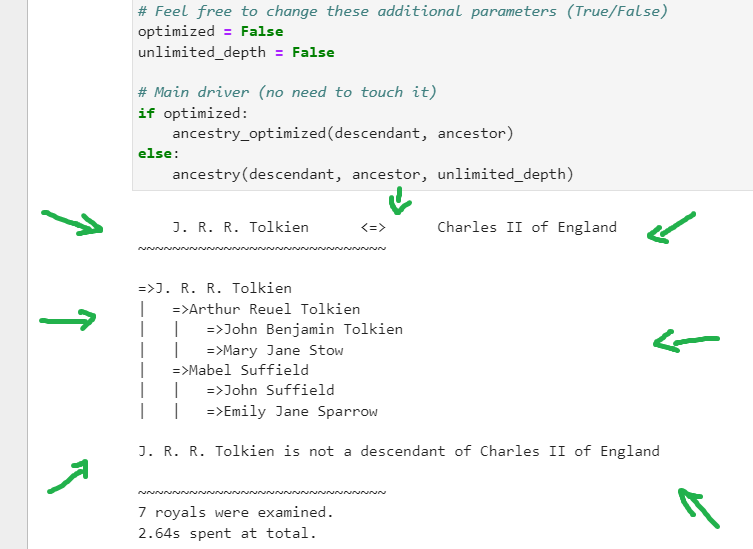 # Feel free to change these additional parameters (True/False)
optimized = False
unlimited_depth = False
# Main driver (no need to touch it)
if optimized:
    ancestry_optimized(descendant, ancestor)
else:
    ancestry(descendant, ancestor, unlimited_depth)
J. R. R. Tolkien      <=>      Charles II of England
~~~~~~~~~~~~~~~~~~~~~~~~~~~~~
=>J. R. R. Tolkien
|   =>Arthur Reuel Tolkien
|   |   =>John Benjamin Tolkien
|   |   =>Mary Jane Stow
|   =>Mabel Suffield
|   |   =>John Suffield
|   |   =>Emily Jane Sparrow
J. R. R. Tolkien is not a descendant of Charles II of England
~~~~~~~~~~~~~~~~~~~~~~~~~~~~~
7 royals were examined.
2.64s spent at total.